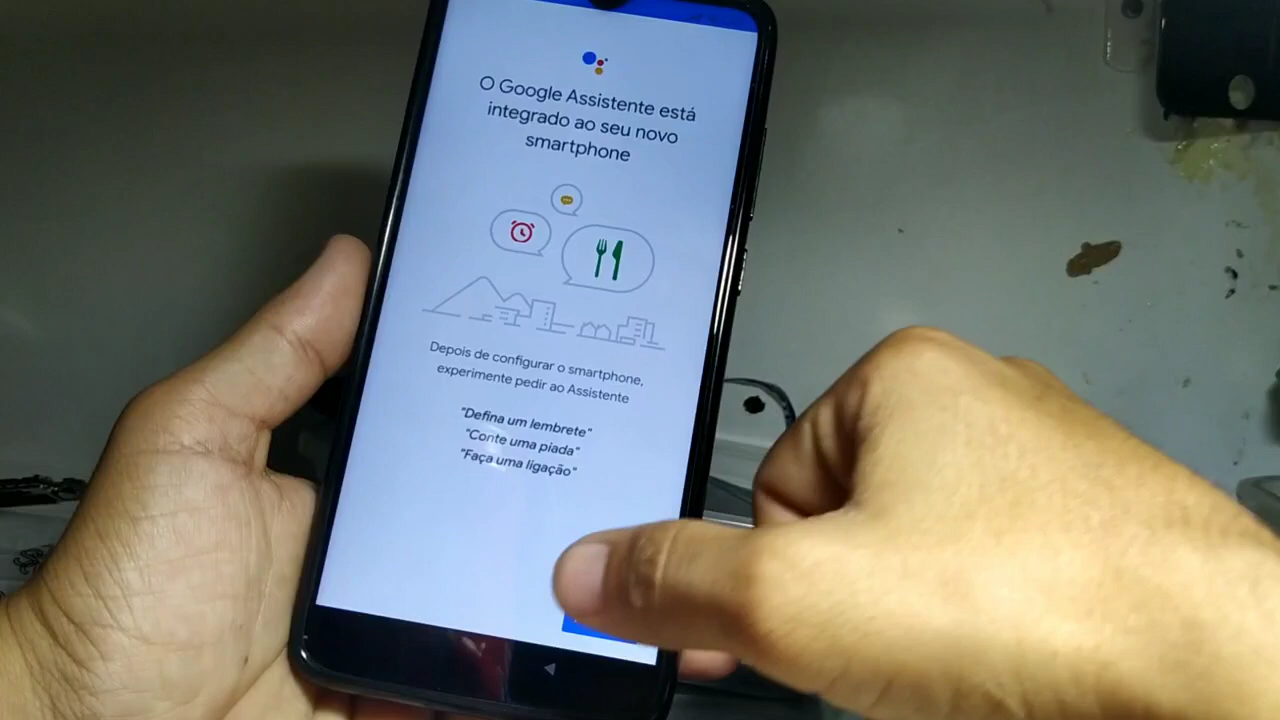 O Google Assistente está
integrado ao seu novo
smartphone
Depois de configurar o smartphone,
experimente pedir ao Assistente
"Defina um lembrete"
"Conte uma piada"
"Faça uma ligação"